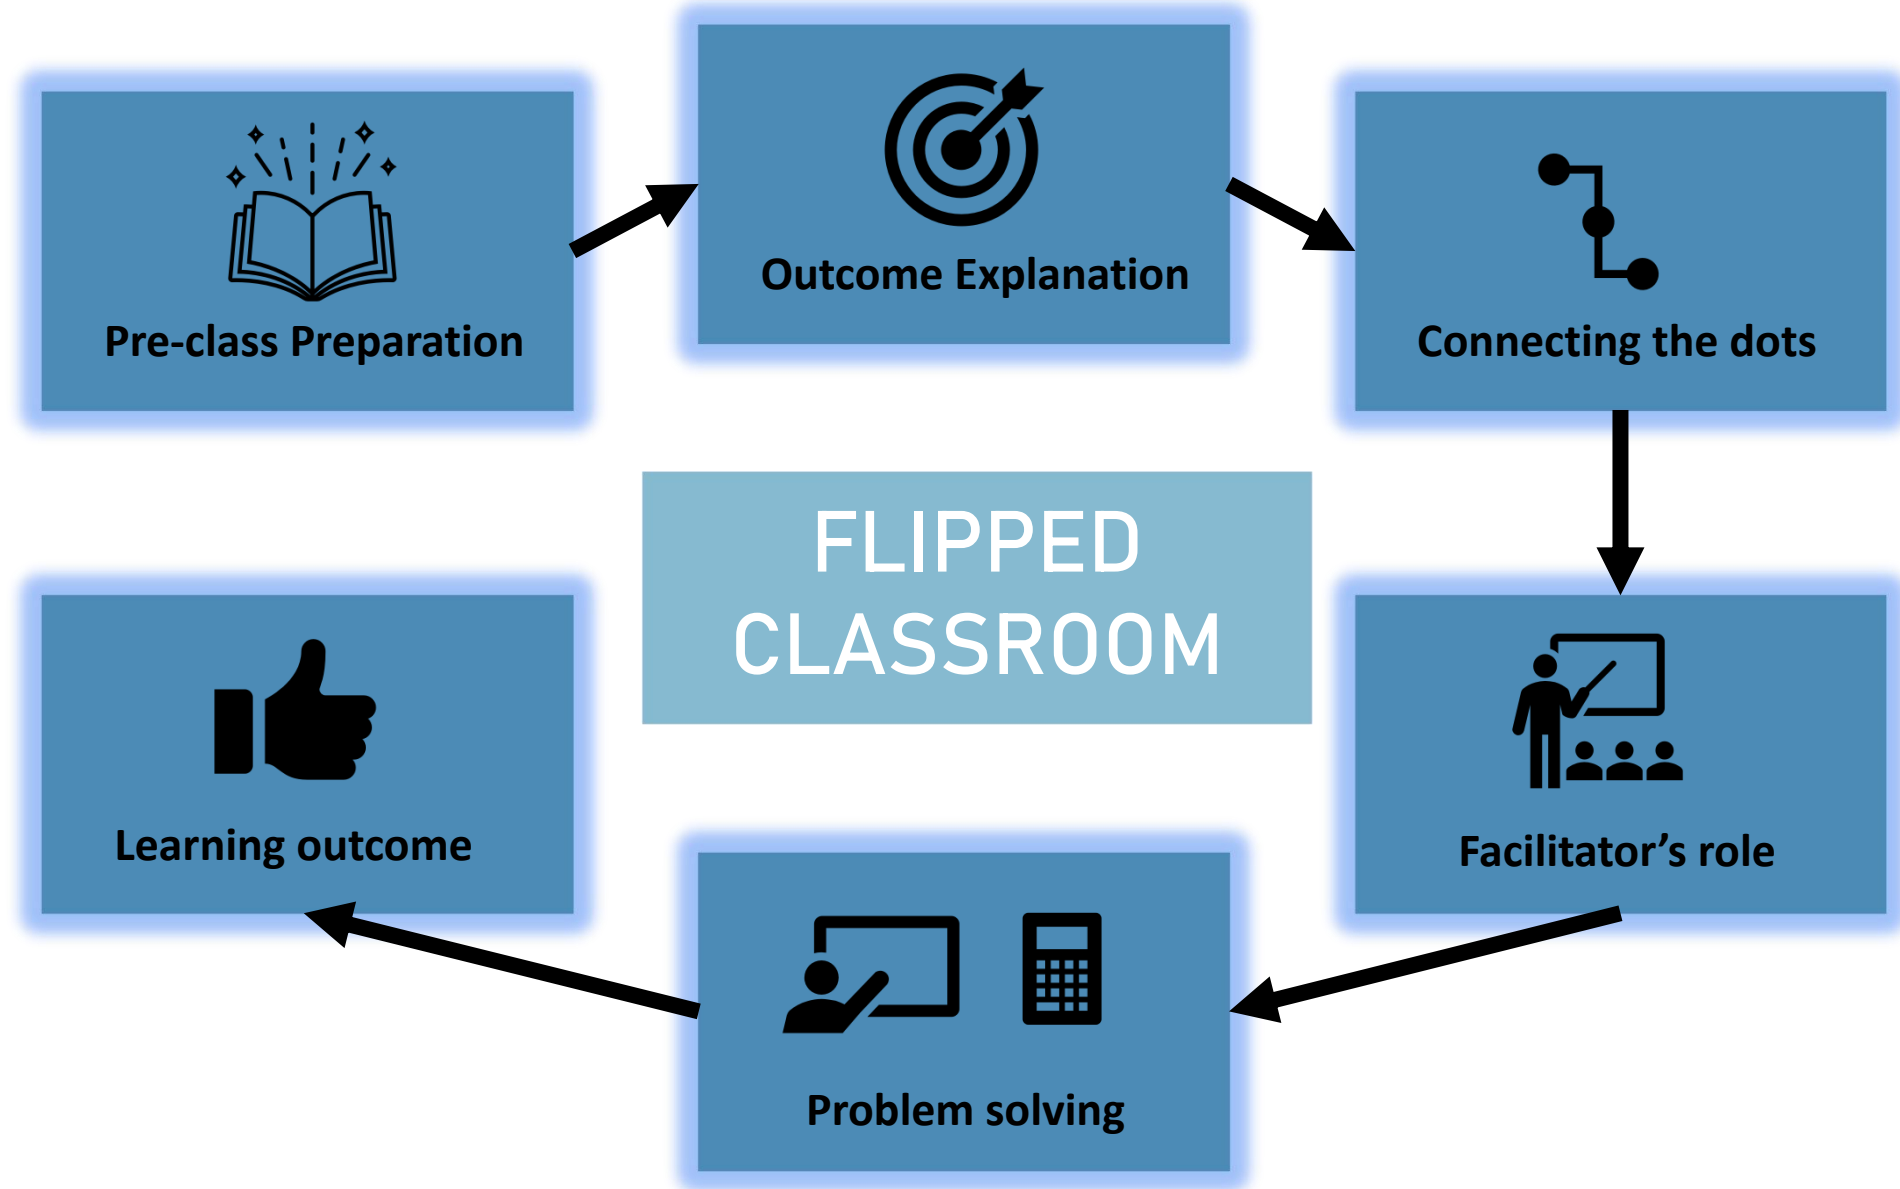 Pre-class Preparation
Outcome Explanation
Connecting the dots
FLIPPED
CLASSROOM
Facilitator’s role
Problem solving
Learning outcome